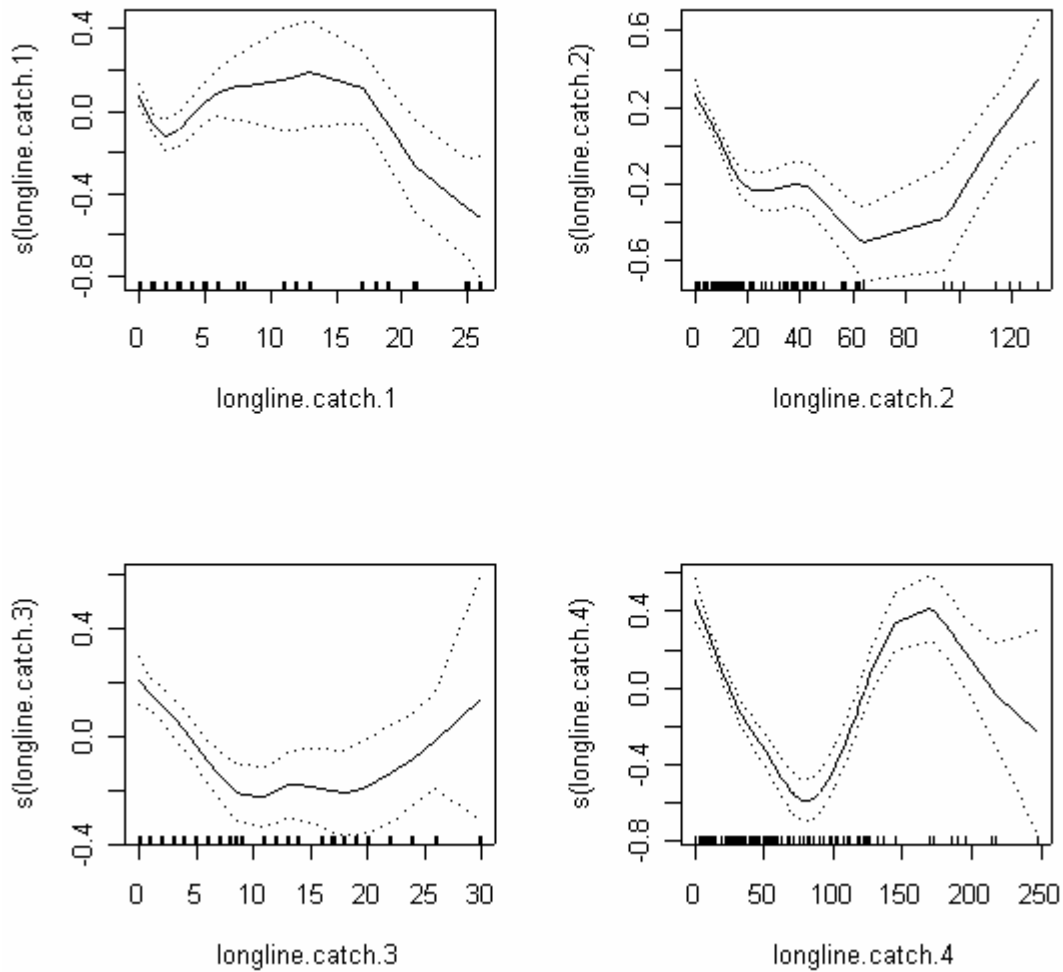 s(longline.catch.1)
0.4
0.0
-0.4
-0.8
0 5 10 15 20 25
longline.catch.1
s(longline.catch.2)
0.6
0.2
-0.2
-0.6
0 20 40 60 80 120
longline.catch.2
s(longline.catch.3)
0.4
0.0
-0.4
0 5 10 15 20 25 30
longline.catch.3
s(longline.catch.4)
0.4
0.0
-0.4
-0.8
0 50 100 150 200 250
longline.catch.4